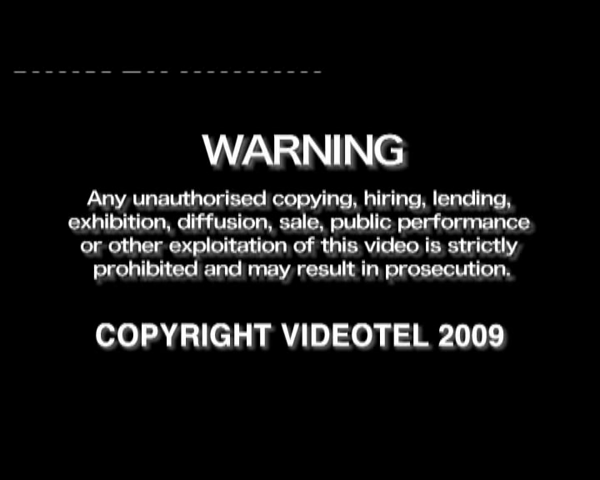 WARNING
Any unauthorised copying, hiring, lending,
exhibition, diffusion, sale, public performance
or other exploitation of this video is strictly
prohibited and may result in prosecution.
COPYRIGHT VIDEOTEL 2009